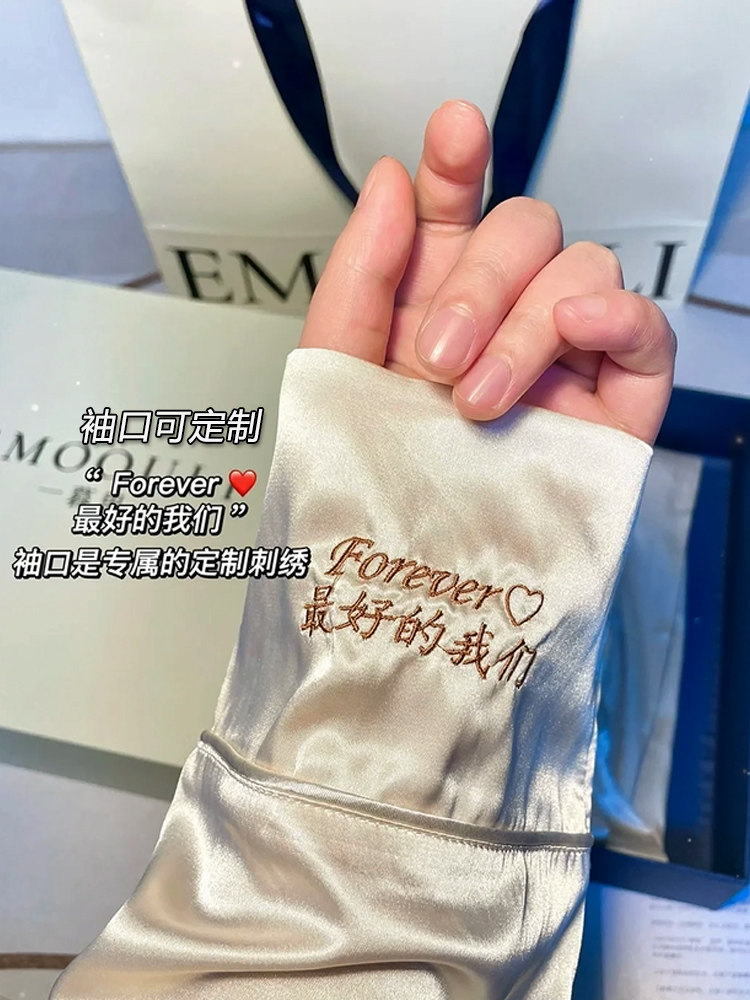 EM LI
MOOULI
袖口可定制
“ Forever ❤️
最好的我们 ”
袖口是专属的定制刺绣
Forever♡
最好的我们